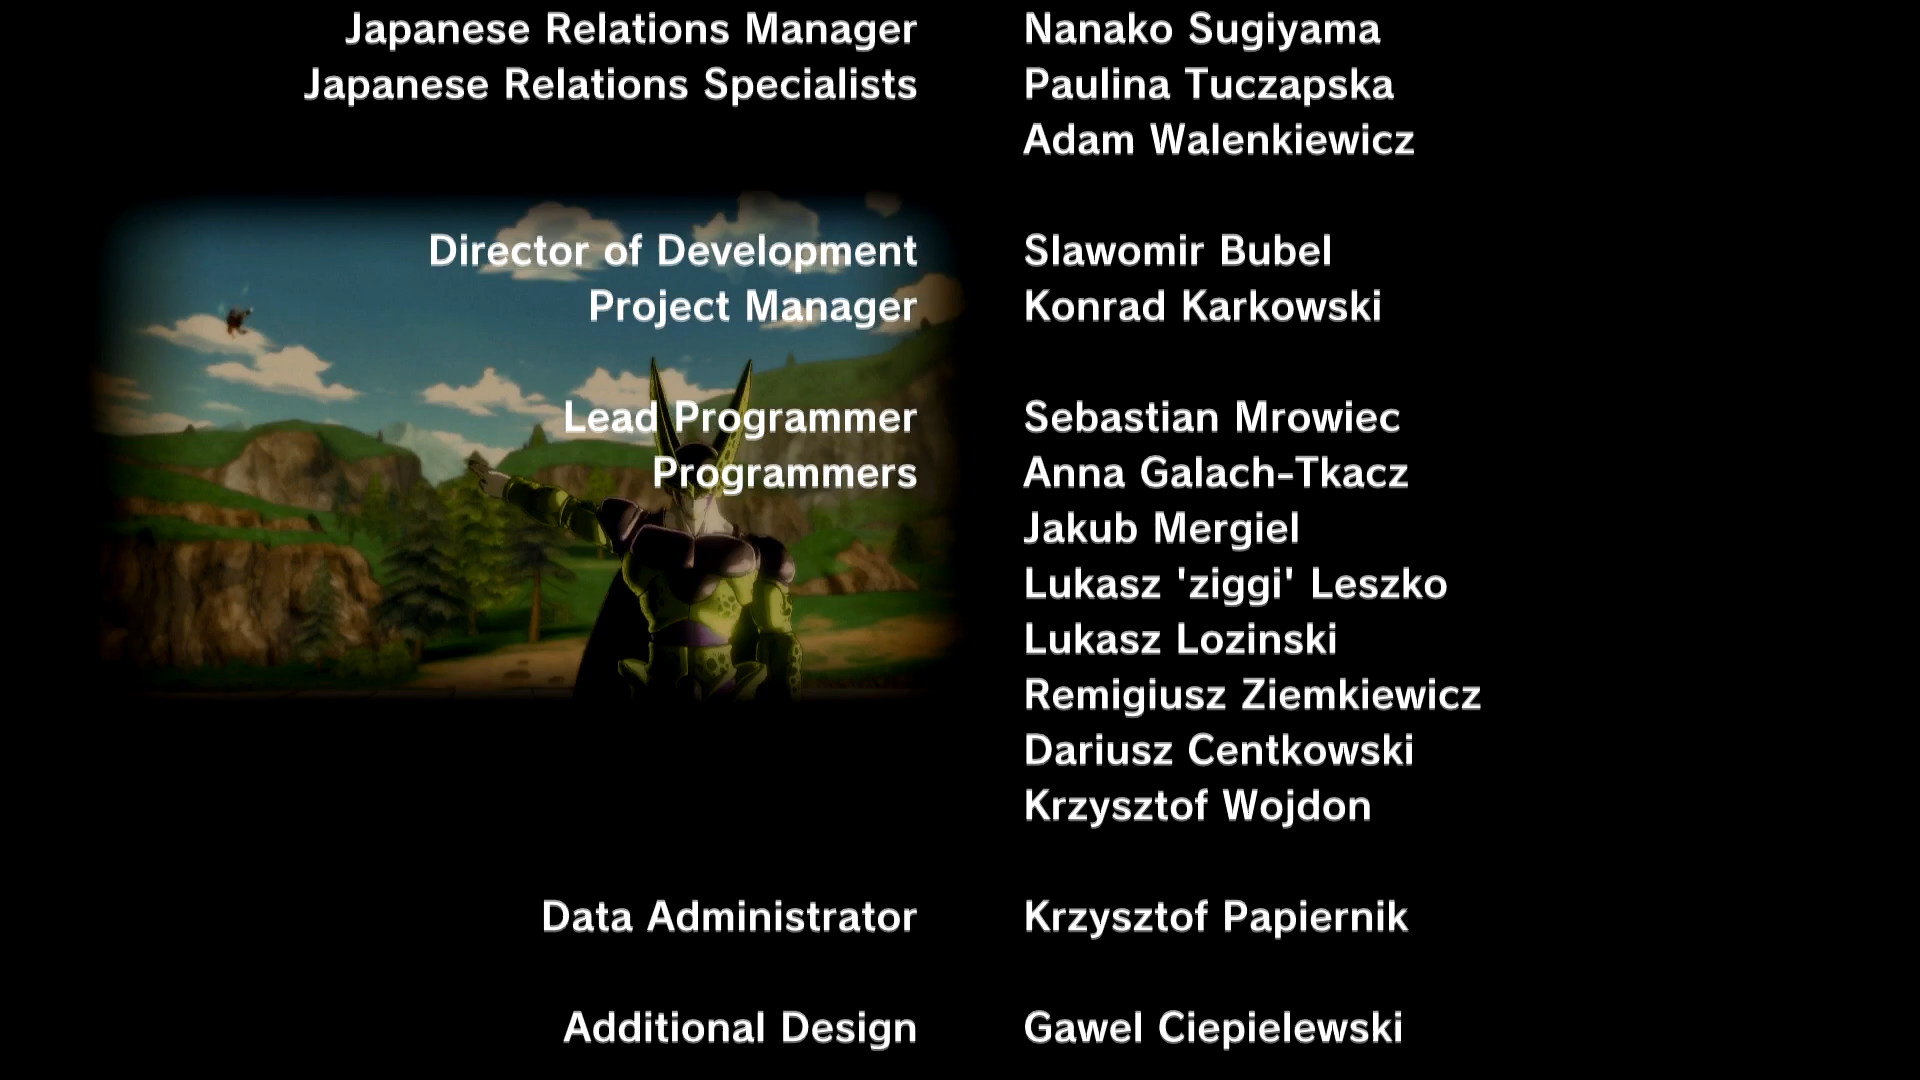 Japanese Relations Manager Nanako Sugiyama
Japanese Relations Specialists Paulina Tuczapska
Adam Walenkiewicz
Director of Development Slawomir Bubel
Project Manager Konrad Karkowski
Lead Programmer Sebastian Mrowiec
Programmers Anna Galach-Tkacz
Jakub Mergiel
Lukasz 'ziggi' Leszko
Lukasz Lozinski
Remigiusz Ziemkiewicz
Dariusz Centkowski
Krzysztof Wojdon
Data Administrator Krzysztof Papiernik
Additional Design Gawel Ciepielewski